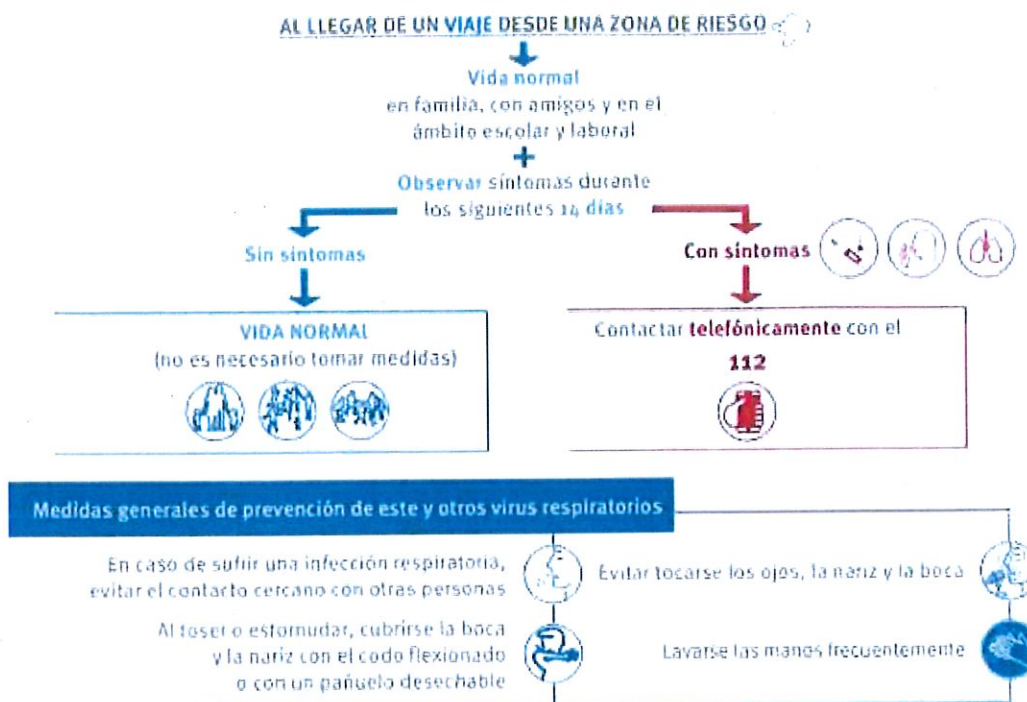 AL LLEGAR DE UN VIAJE DESDE UNA ZONA DE RIESGO
Vida normal
en familia, con amigos y en el
ámbito escolar y laboral
+
Observar síntomas durante
los siguientes 14 días
Sin síntomas
Con síntomas
VIDA NORMAL
(no es necesario tomar medidas)
Contactar telefónicamente con el
112
Medidas generales de prevención de este y otros virus respiratorios
En caso de sufrir una infección respiratoria,
evitar el contacto cercano con otras personas
Evitar tocarse los ojos, la nariz y la boca
Al toser o estornudar, cubrirse la boca
y la nariz con el codo flexionado
o con un pañuelo desechable
Lavarse las manos frecuentemente